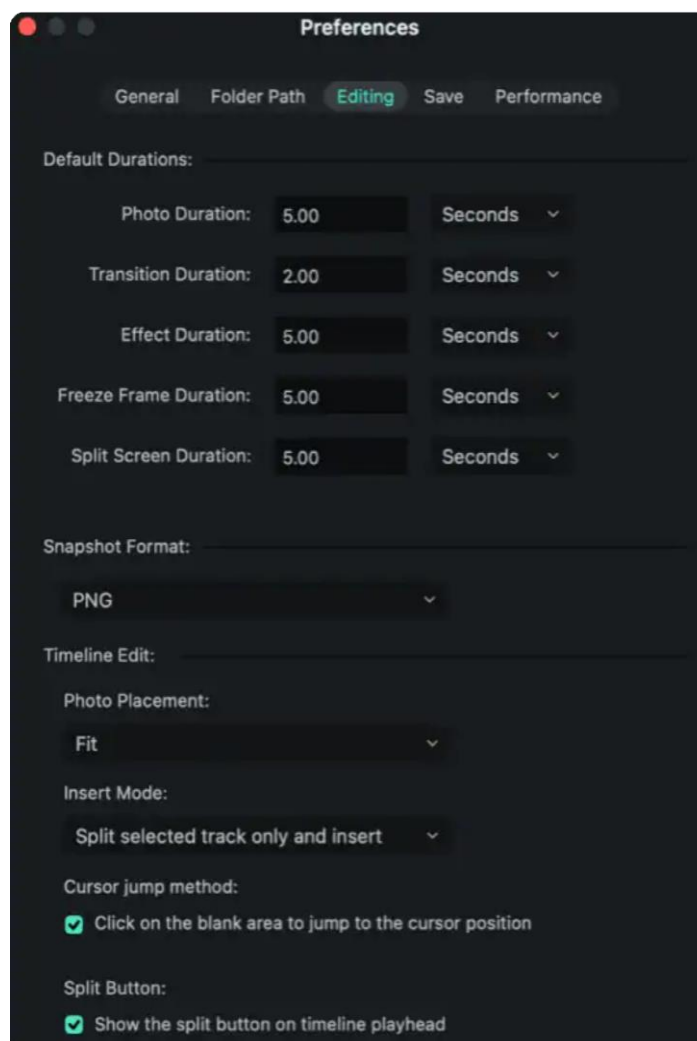 Preferences
General Folder Path Editing Save Performance
Default Durations:
Photo Duration: 5.00 Seconds
Transition Duration: 2.00 Seconds
Effect Duration: 5.00 Seconds
Freeze Frame Duration: 5.00 Seconds
Split Screen Duration: 5.00 Seconds
Snapshot Format:
PNG
Timeline Edit:
Photo Placement:
Fit
Insert Mode:
Split selected track only and insert
Cursor jump method:
Click on the blank area to jump to the cursor position
Split Button:
Show the split button on timeline playhead